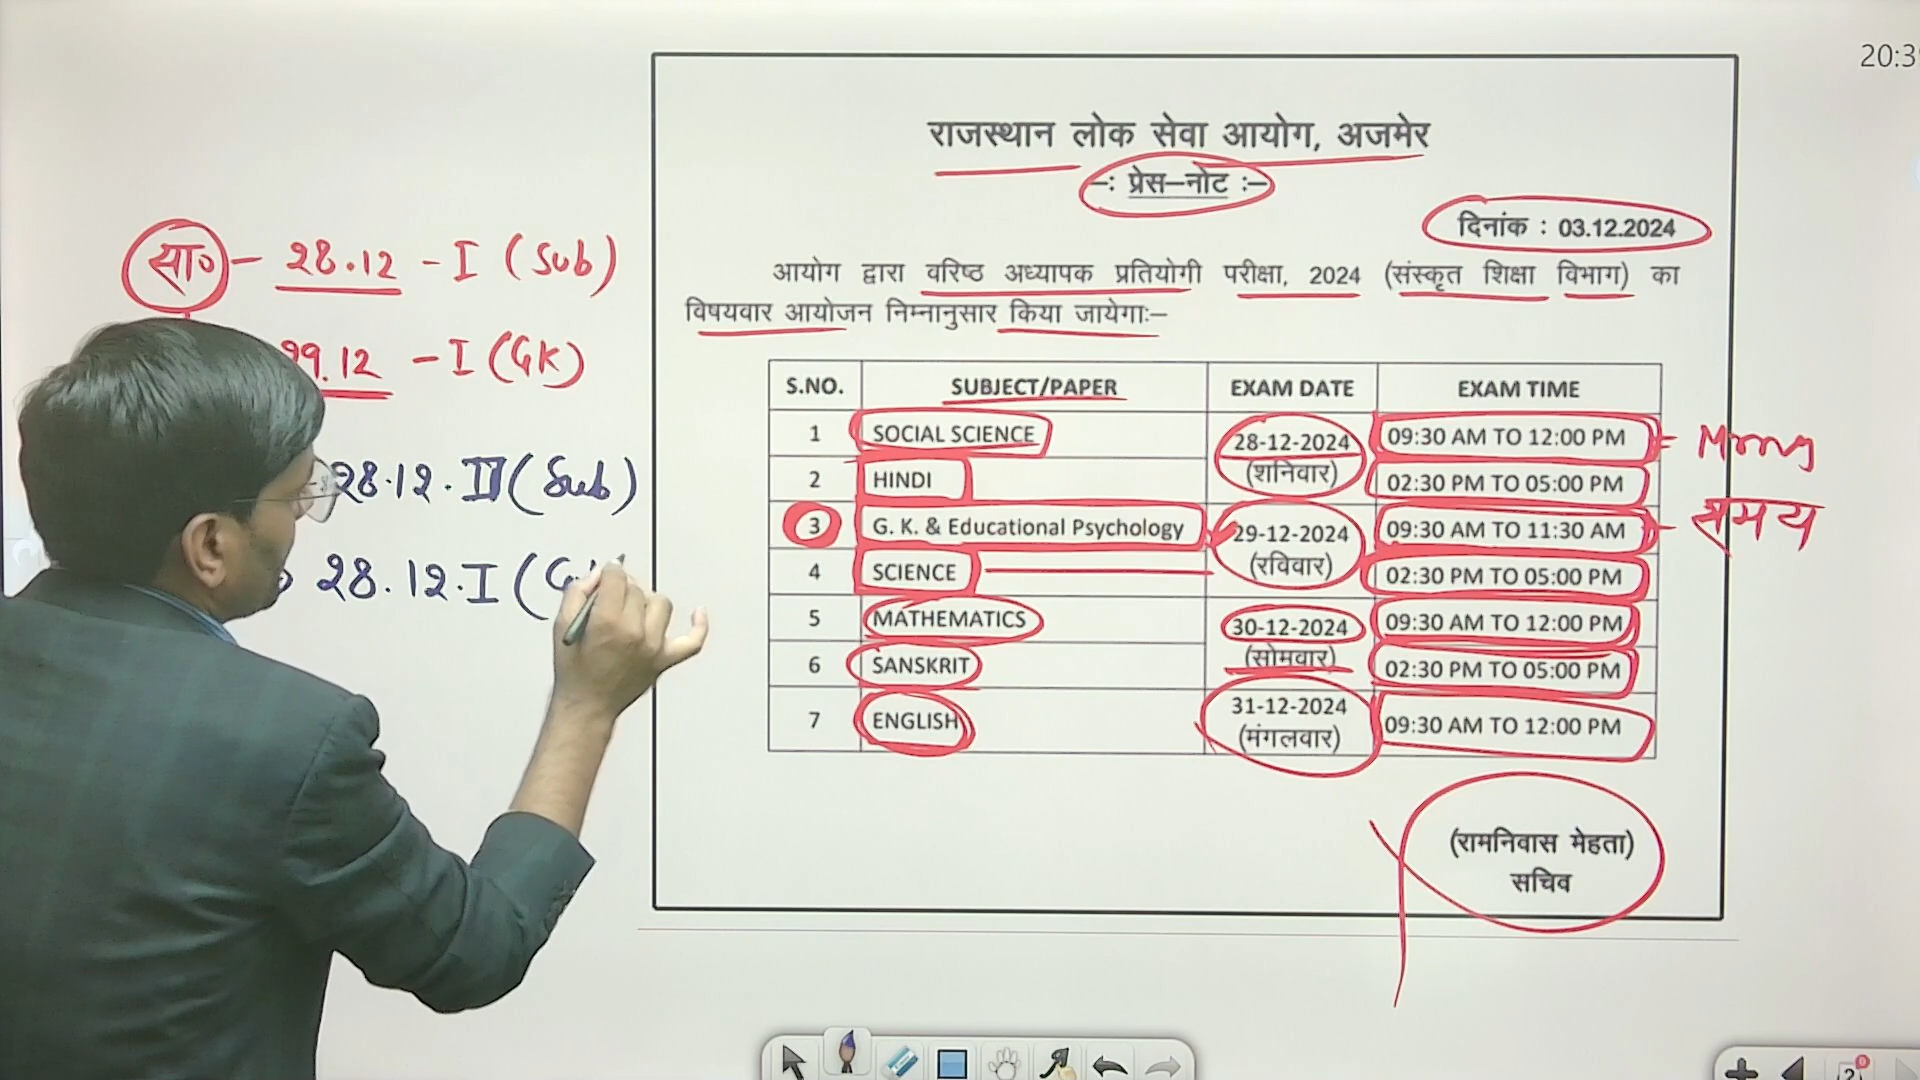 20:3
राजस्थान लोक सेवा आयोग, अजमेर
–: प्रेस–नोट :–
दिनांक : 03.12.2024
आयोग द्वारा वरिष्ठ अध्यापक प्रतियोगी परीक्षा, 2024 (संस्कृत शिक्षा विभाग) का
विषयवार आयोजन निम्नानुसार किया जायेगाः–
S.NO. SUBJECT/PAPER EXAM DATE EXAM TIME
1 SOCIAL SCIENCE 28-12-2024 (शनिवार) 09:30 AM TO 12:00 PM
2 HINDI 02:30 PM TO 05:00 PM
3 G. K. & Educational Psychology 29-12-2024 (रविवार) 09:30 AM TO 11:30 AM
4 SCIENCE 02:30 PM TO 05:00 PM
5 MATHEMATICS 30-12-2024 (सोमवार) 09:30 AM TO 12:00 PM
6 SANSKRIT 02:30 PM TO 05:00 PM
7 ENGLISH 31-12-2024 (मंगलवार) 09:30 AM TO 12:00 PM
(रामनिवास मेहता)
सचिव
सा० – 28.12 – I (Sub)
29.12 – I (GK)
28.12. II (Sub)
28.12. I (G
समय
2